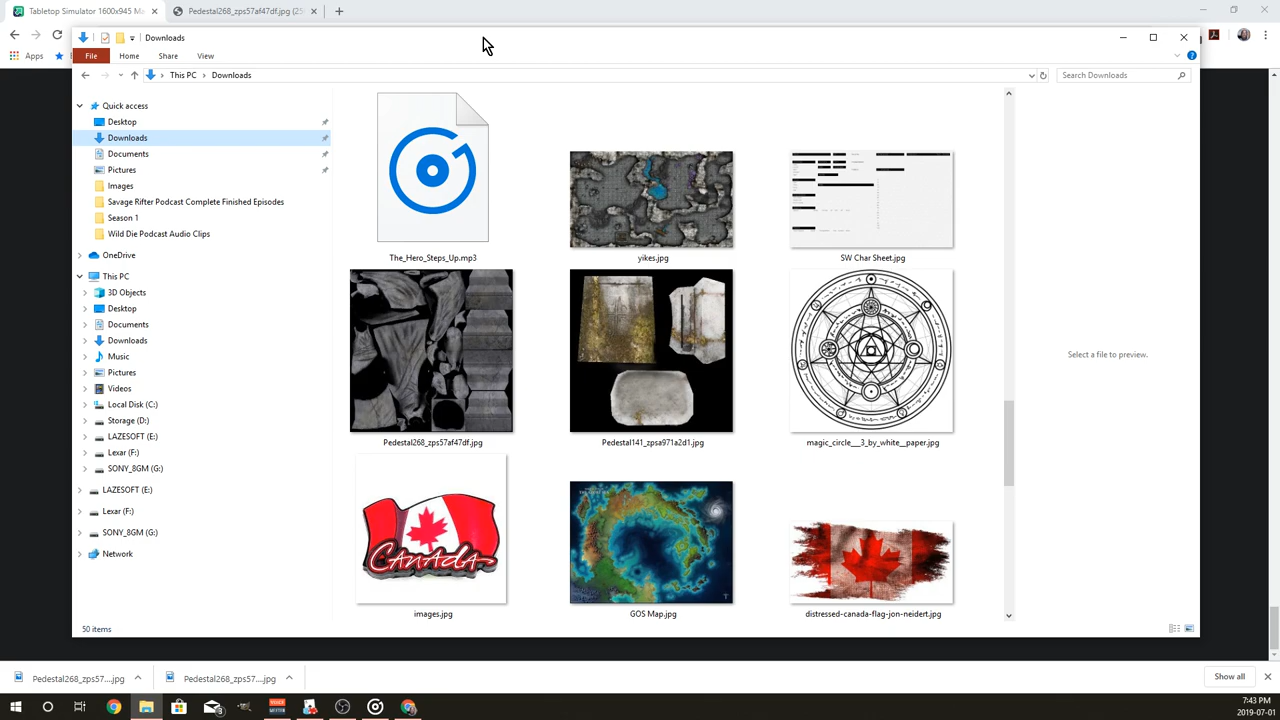 Tabletop Simulator 1600x945 Ma
Pedestal268_zps57af47df.jpg (25
Apps
Downloads
File Home Share View
This PC > Downloads
Search Downloads
Quick access
Desktop
Downloads
Documents
Pictures
Images
Savage Rifter Podcast Complete Finished Episodes
Season 1
Wild Die Podcast Audio Clips
OneDrive
This PC
3D Objects
Desktop
Documents
Downloads
Music
Pictures
Videos
Local Disk (C:)
Storage (D:)
LAZESOFT (E:)
Lexar (F:)
SONY_8GM (G:)
LAZESOFT (E:)
Lexar (F:)
SONY_8GM (G:)
Network
The_Hero_Steps_Up.mp3
yikes.jpg
SW Char Sheet.jpg
Pedestal268_zps57af47df.jpg
Pedestal141_zpsa971a2d1.jpg
magic_circle__3_by_white__paper.jpg
Canada
images.jpg
GOS Map.jpg
distressed-canada-flag-jon-neidert.jpg
Select a file to preview.
50 items
Pedestal268_zps57....jpg
Pedestal268_zps57....jpg
Show all
7:43 PM
2019-07-01